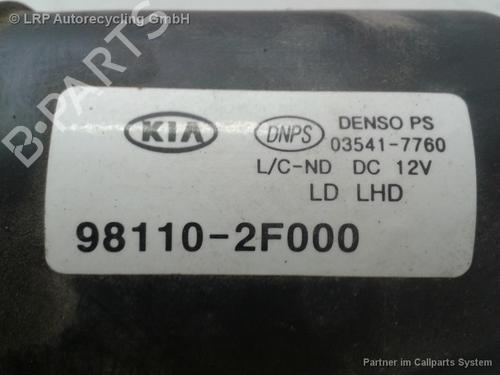 © LRP Autorecycling GmbH
B-PARTS
KIA
DNPS
DENSO PS
03541-7760
L/C-ND DC 12V
LD LHD
98110-2F000
Partner im Callparts System